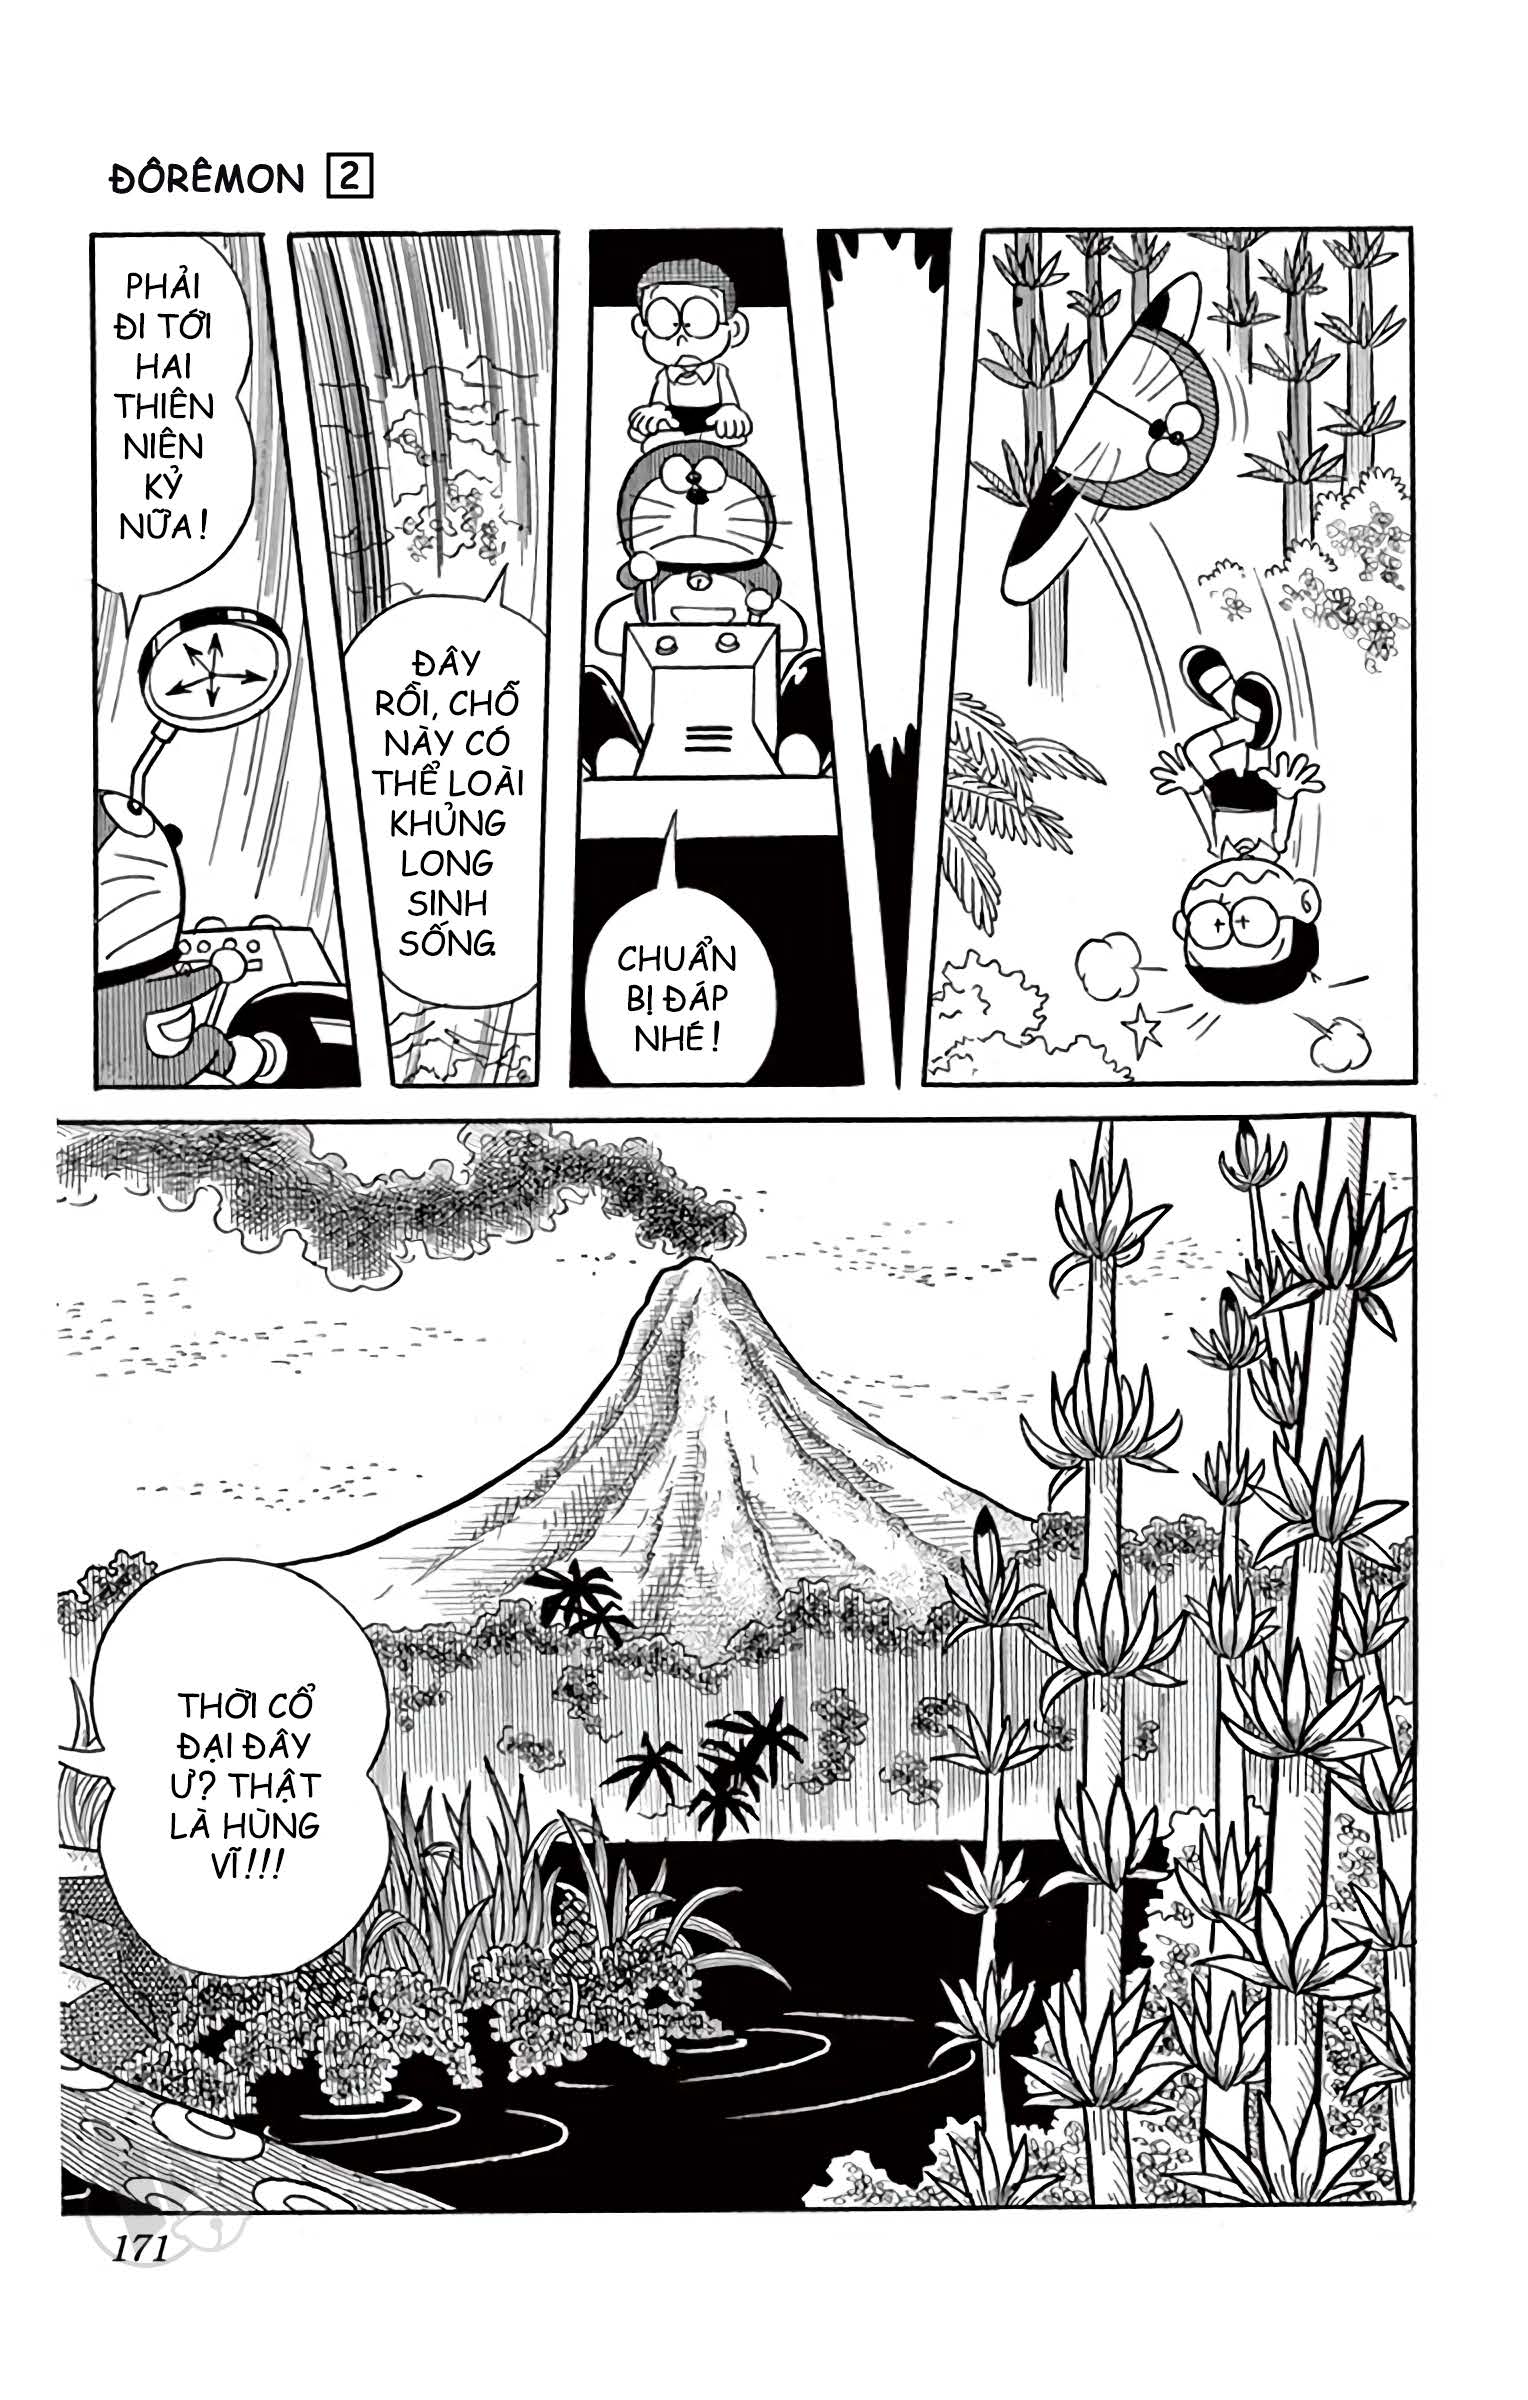 ĐÔRÊMON 2
PHẢI
ĐI TỚI
HAI
THIÊN
NIÊN
KỶ
NỮA!
ĐÂY
RỒI, CHỖ
NÀY CÓ
THỂ LOÀI
KHỦNG
LONG
SINH
SỐNG.
CHUẨN
BỊ ĐÁP
NHÉ!
THỜI CỔ
ĐẠI ĐÂY
Ư? THẬT
LÀ HÙNG
VĨ!!!
171